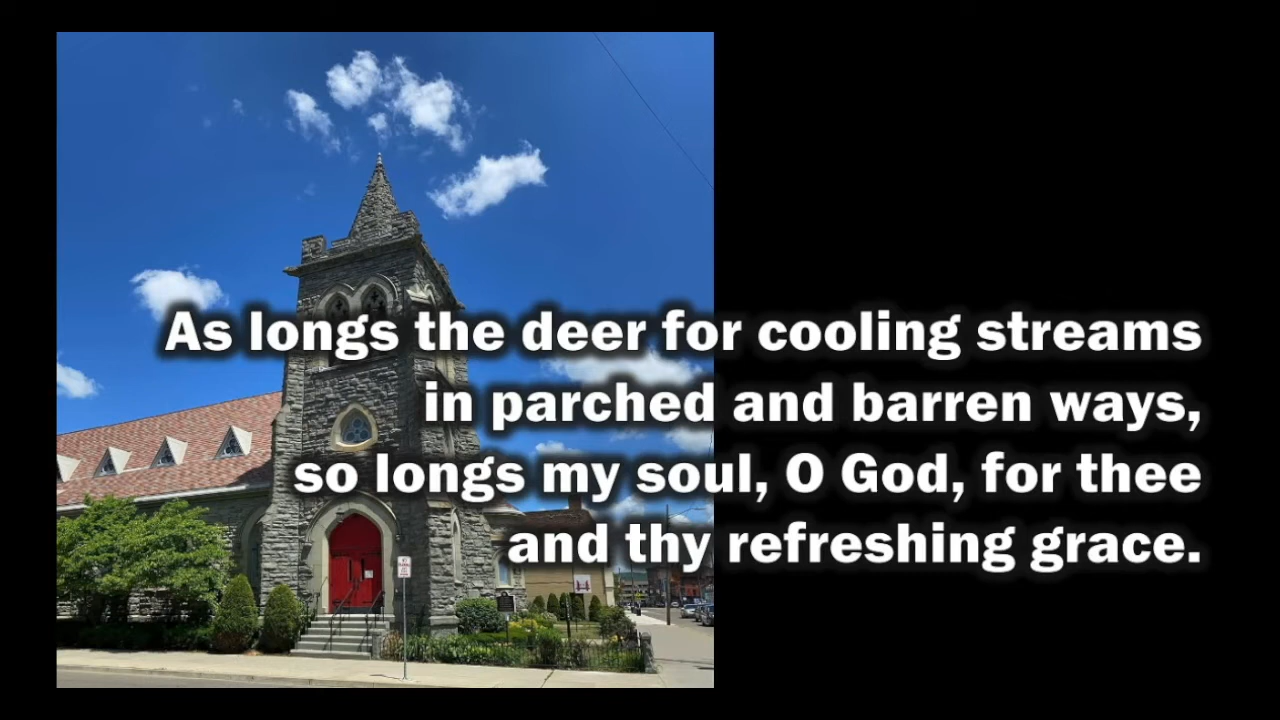 As longs the deer for cooling streams
in parched and barren ways,
so longs my soul, O God, for thee
and thy refreshing grace.